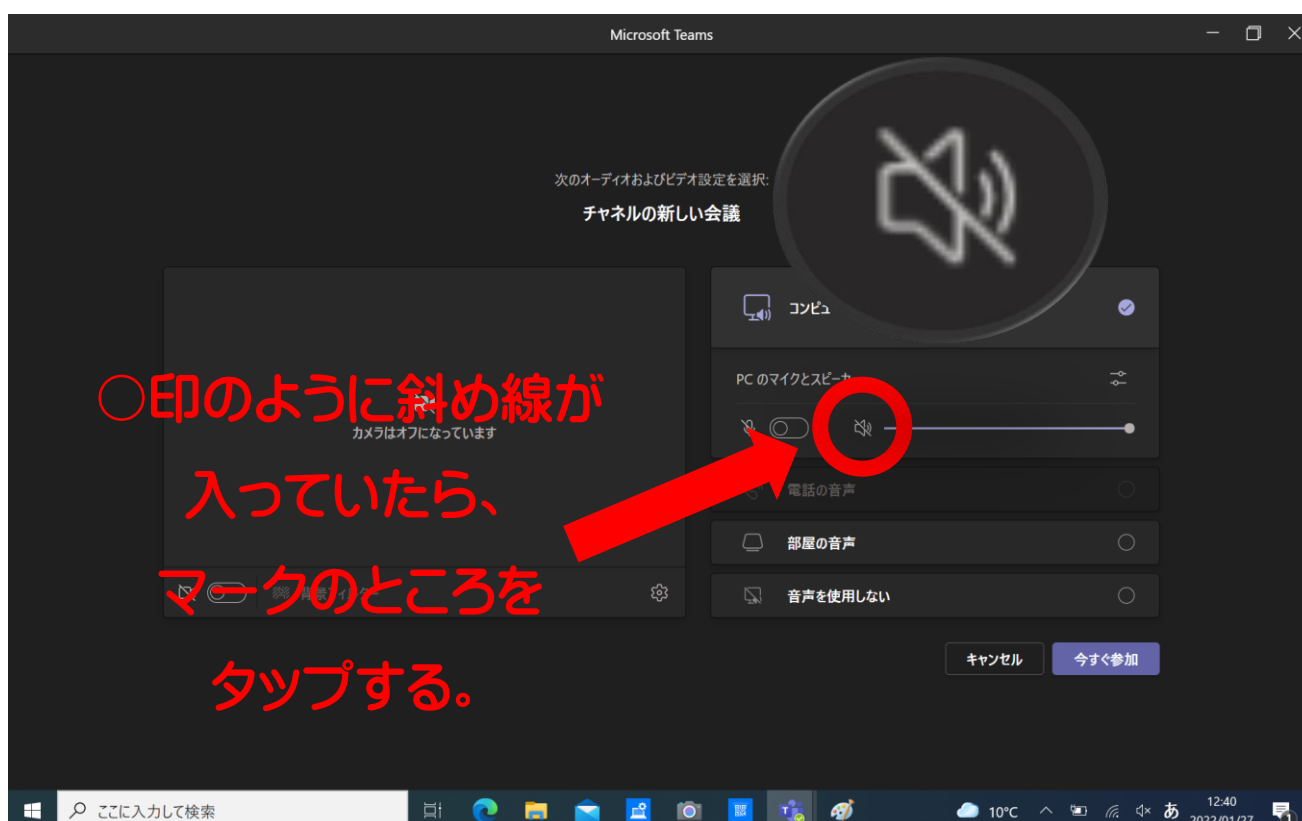 Microsoft Teams
次のオーディオおよびビデオ設定を選択:
チャネルの新しい会議
コンピュ
PC のマイクとスピーカ
○印のように斜め線が
カメラはオフになっています
入っていたら、
電話の音声
部屋の音声
マークのところを
音声を使用しない
タップする。
キャンセル
今すぐ参加
ここに入力して検索
10°C
あ
12:40
2022/01/27